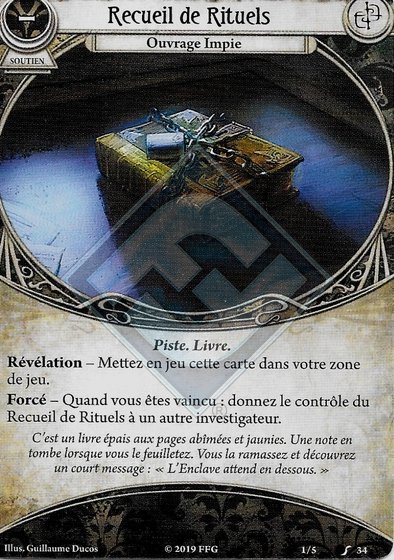 Recueil de Rituels
Ouvrage Impie
SOUTIEN
Piste. Livre.
Révélation – Mettez en jeu cette carte dans votre zone
de jeu.
Forcé – Quand vous êtes vaincu : donnez le contrôle du
Recueil de Rituels à un autre investigateur.
C'est un livre épais aux pages abîmées et jaunies. Une note en
tombe lorsque vous le feuilletez. Vous la ramassez et découvrez
un court message : « L'Enclave attend en dessous. »
Illus. Guillaume Ducos © 2019 FFG 1/5 34